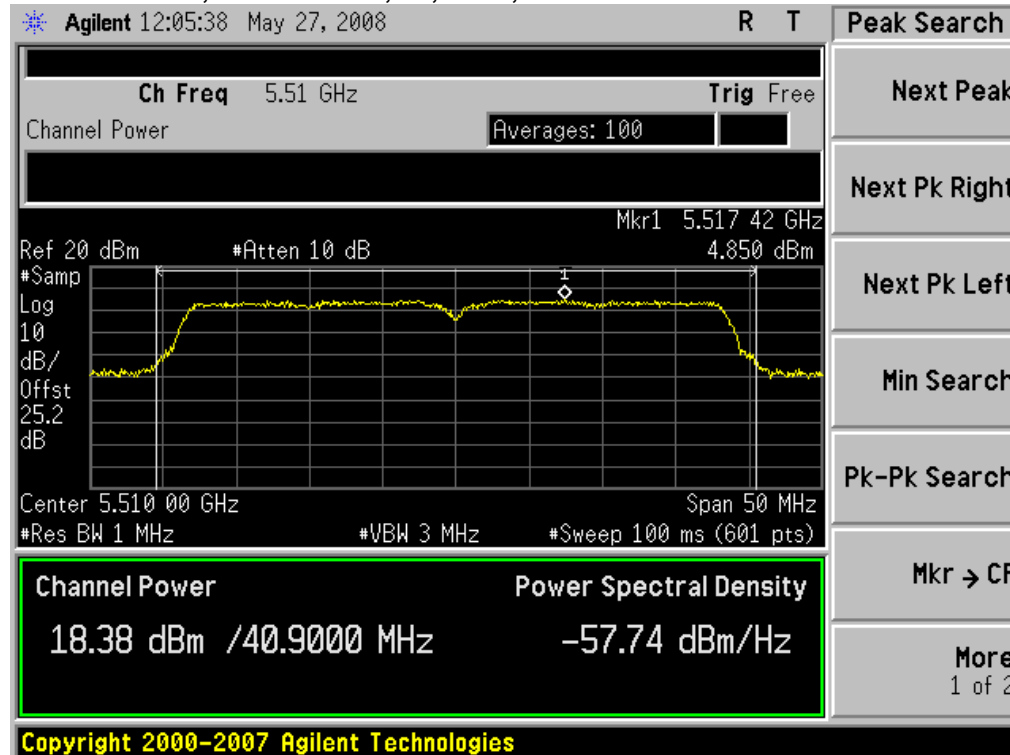 Agilent 12:05:38 May 27, 2008 R T
Peak Search
Ch Freq 5.51 GHz Trig Free
Channel Power Averages: 100
Mkr1 5.517 42 GHz
Ref 20 dBm #Atten 10 dB 4.850 dBm
#Samp
Log
10
dB/
Offst
25.2
dB
1
Center 5.510 00 GHz Span 50 MHz
#Res BW 1 MHz #VBW 3 MHz #Sweep 100 ms (601 pts)
Channel Power Power Spectral Density
18.38 dBm /40.9000 MHz -57.74 dBm/Hz
Next Peak
Next Pk Right
Next Pk Left
Min Search
Pk-Pk Search
Mkr → CF
More
1 of 2
Copyright 2000-2007 Agilent Technologies